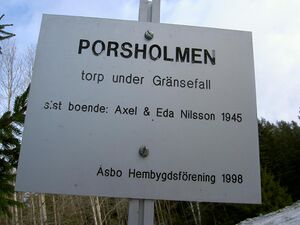 PORSHOLMEN
torp under Gränsefall
sist boende: Axel & Eda Nilsson 1945
Åsbo Hembygdsförening 1998